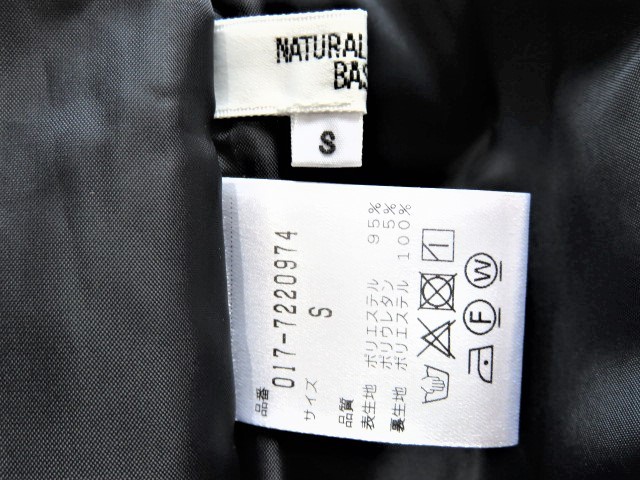 NATURAL
BAS
S
品番
017-7220974
サイズ
S
品質
表生地 ポリエステル 95%
ポリウレタン 5%
裏生地 ポリエステル 100%
F
W